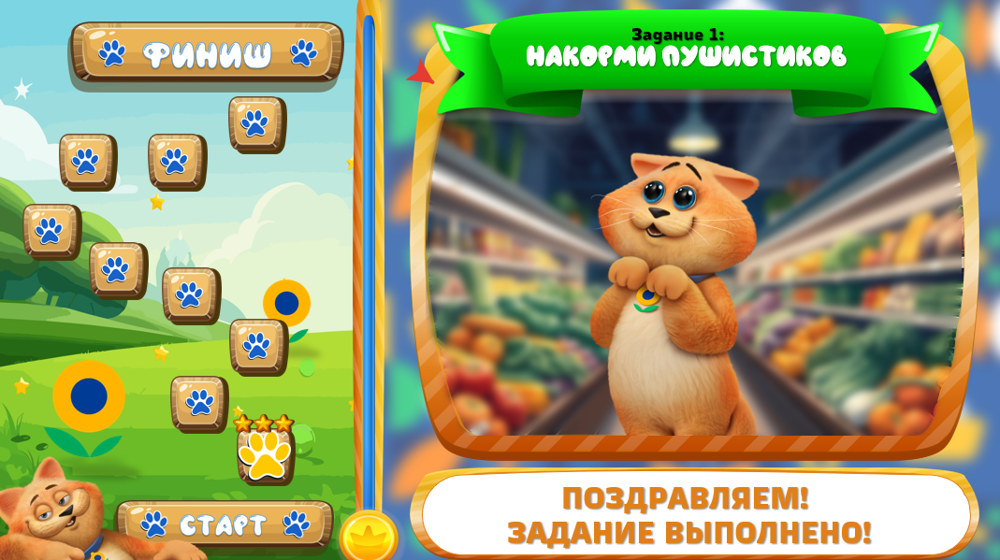 ФИНИШ
СТАРТ
Задание 1:
НАКОРМИ ПУШИСТИКОВ
ПОЗДРАВЛЯЕМ!
ЗАДАНИЕ ВЫПОЛНЕНО!